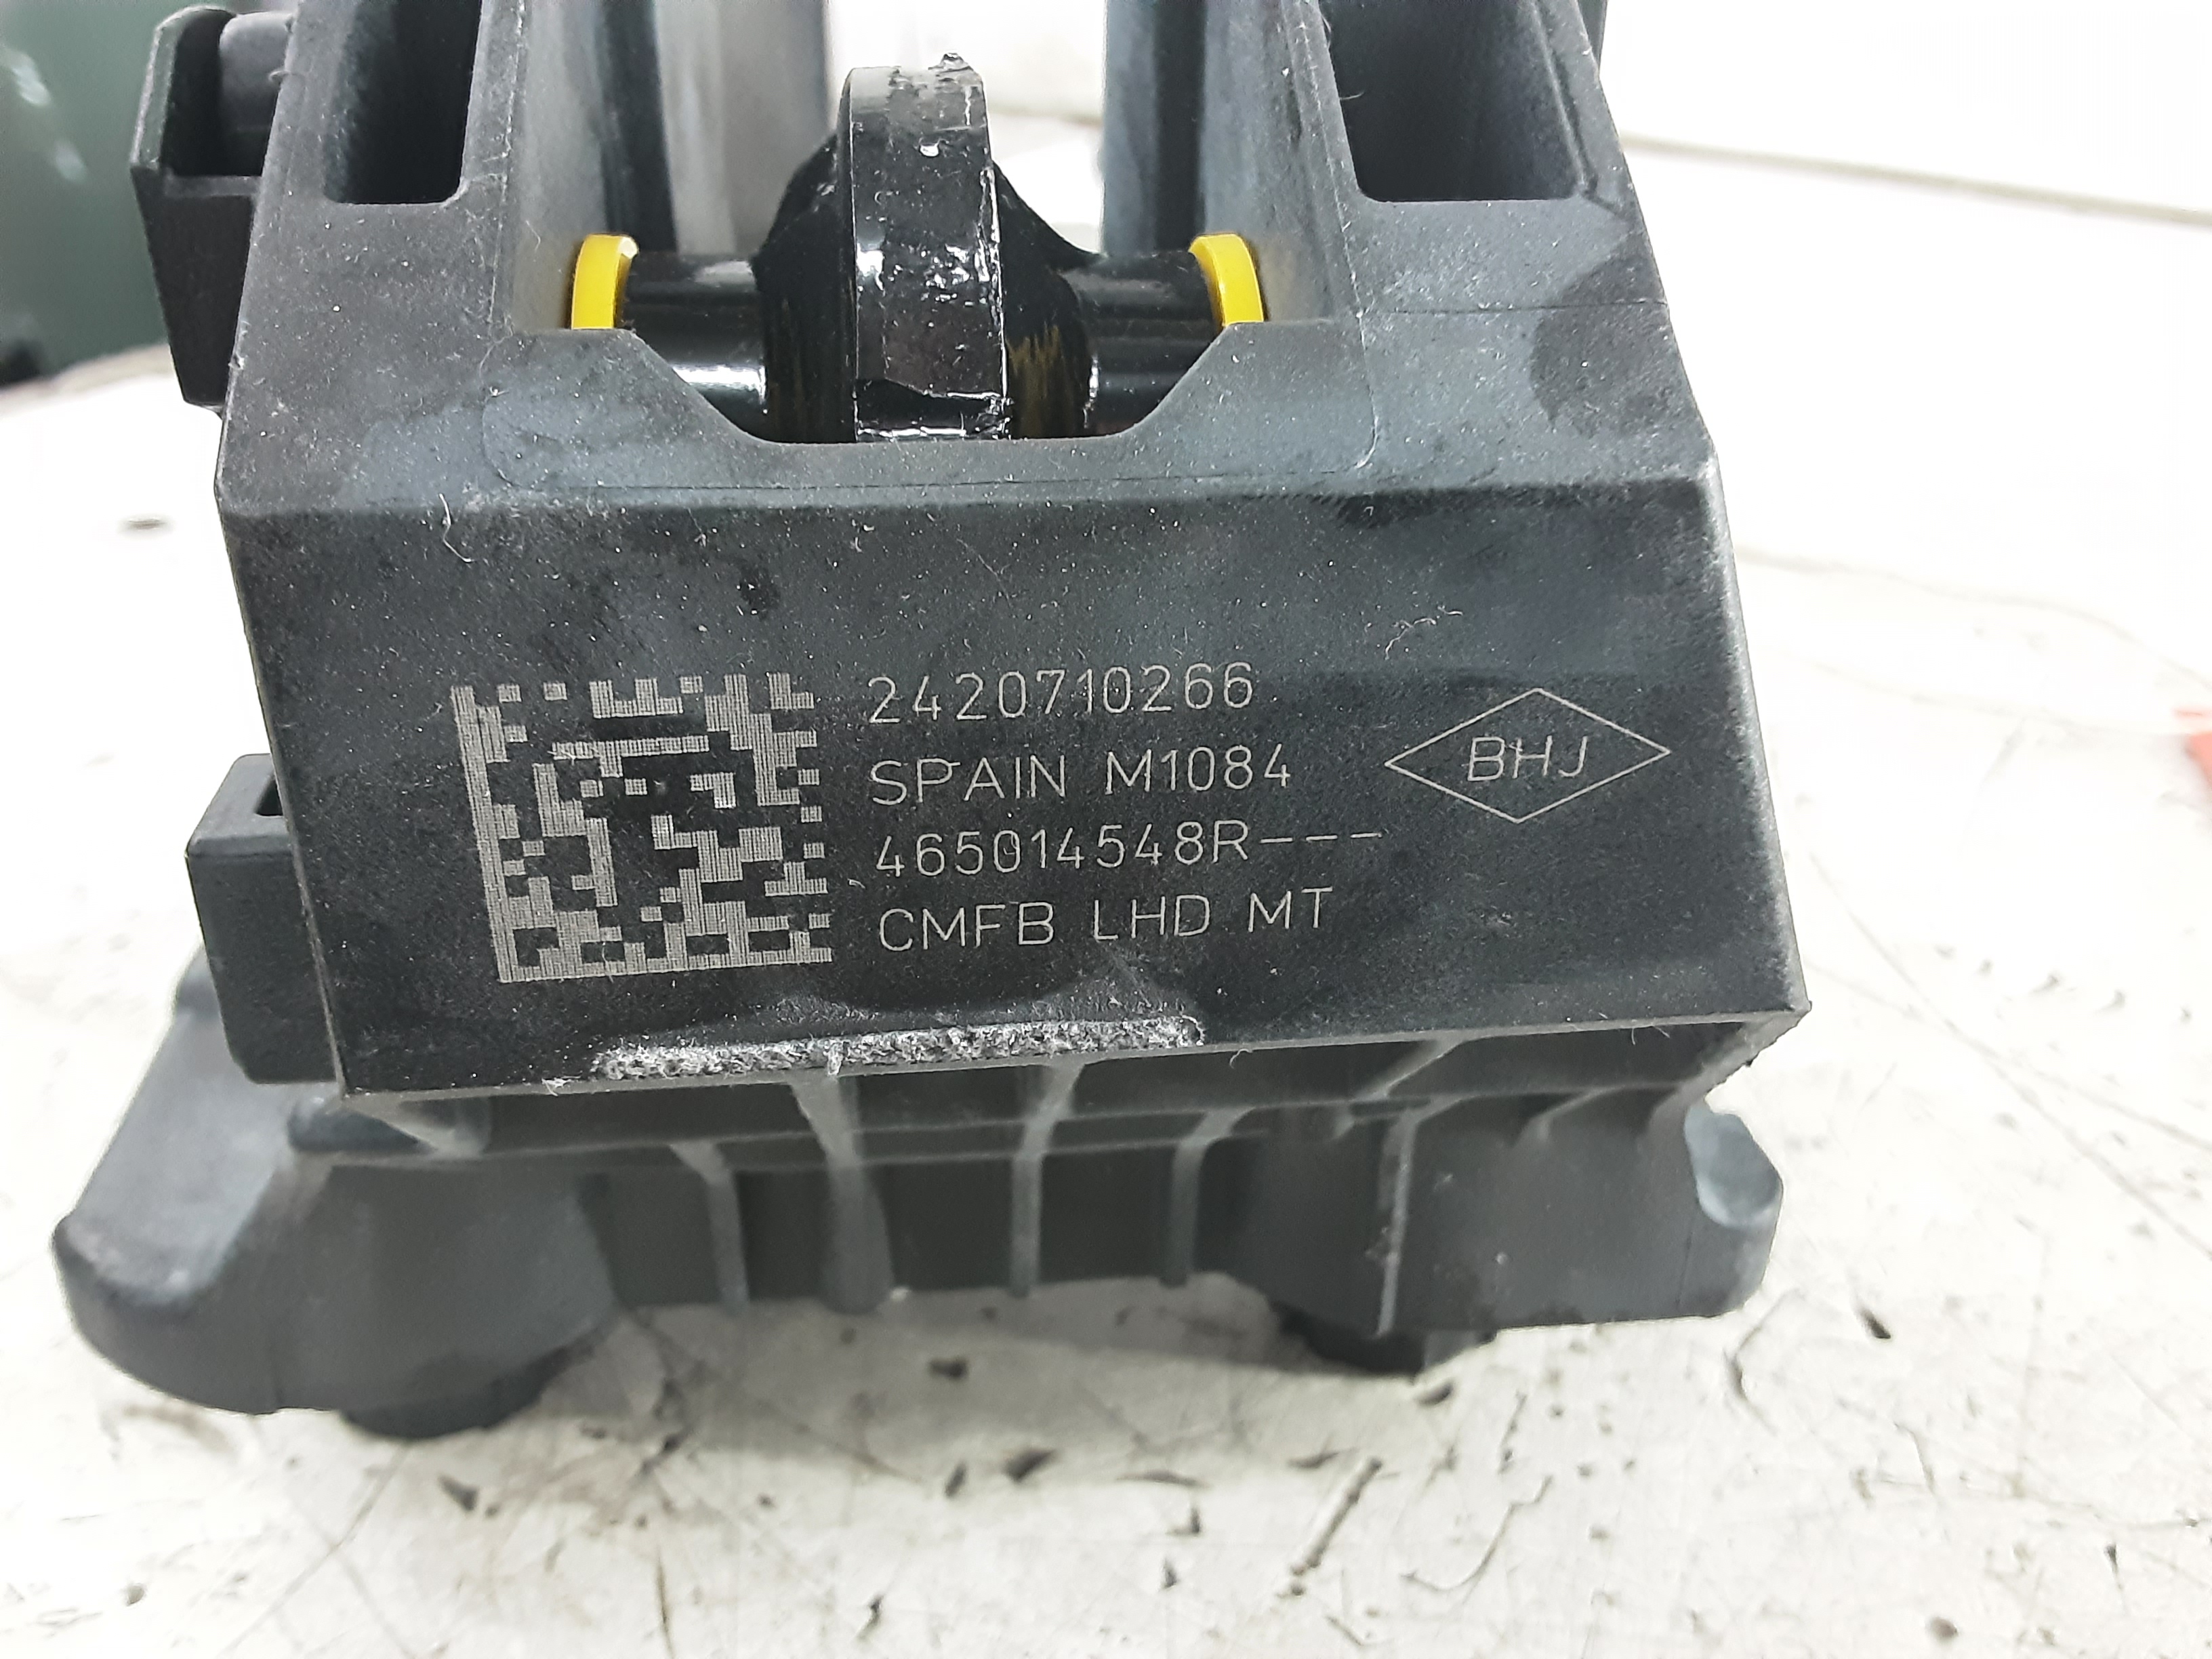 2420710266
SPAIN M1084
465014548R---
CMFB LHD MT
BHJ